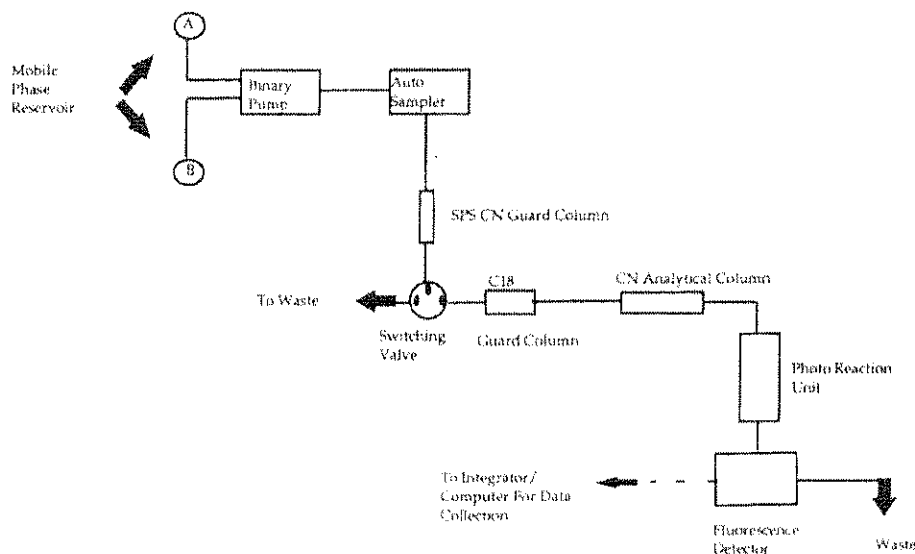 A
Mobile
Phase
Reservoir
Binary
Pump
Auto
Sampler
B
SPS CN Guard Column
To Waste
Switching
Valve
C18
Guard Column
CN Analytical Column
Photo Reaction
Unit
To Integrator/
Computer For Data
Collection
Fluorescence
Detector
Waste